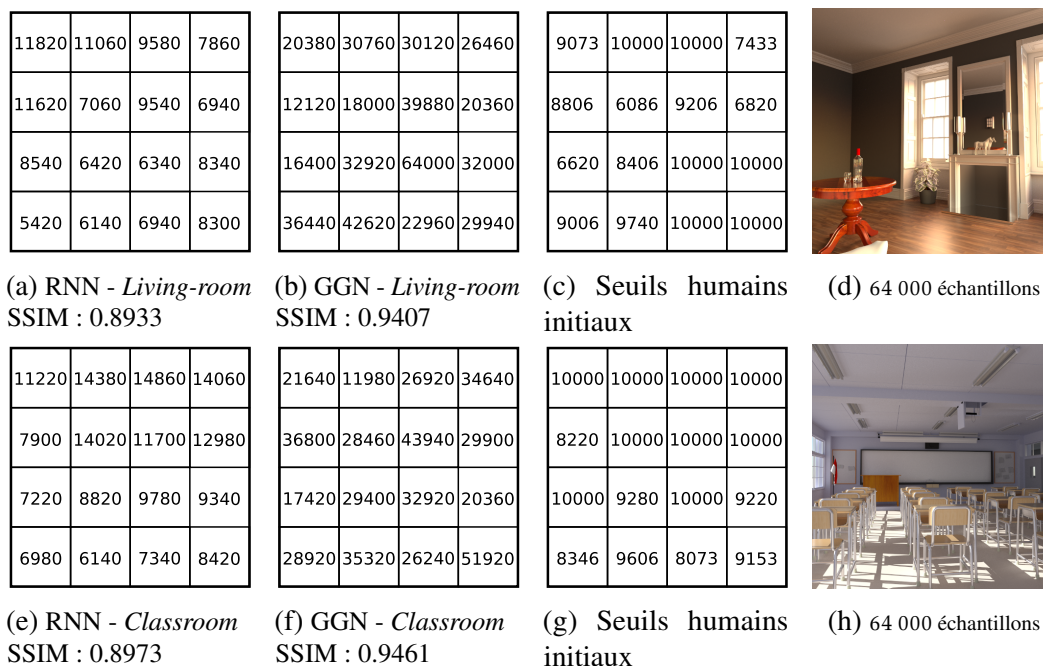 11820 11060 9580 7860
11620 7060 9540 6940
8540 6420 6340 8340
5420 6140 6940 8300
20380 30760 30120 26460
12120 18000 39880 20360
16400 32920 64000 32000
36440 42620 22960 29940
9073 10000 10000 7433
8806 6086 9206 6820
6620 8406 10000 10000
9006 9740 10000 10000
(a) RNN - Living-room
SSIM : 0.8933
(b) GGN - Living-room
SSIM : 0.9407
(c) Seuils humains
initiaux
(d) 64 000 échantillons
11220 14380 14860 14060
7900 14020 11700 12980
7220 8820 9780 9340
6980 6140 7340 8420
21640 11980 26920 34640
36800 28460 43940 29900
17420 29400 32920 20360
28920 35320 26240 51920
10000 10000 10000 10000
8220 10000 10000 10000
10000 9280 10000 9220
8346 9606 8073 9153
(e) RNN - Classroom
SSIM : 0.8973
(f) GGN - Classroom
SSIM : 0.9461
(g) Seuils humains
initiaux
(h) 64 000 échantillons